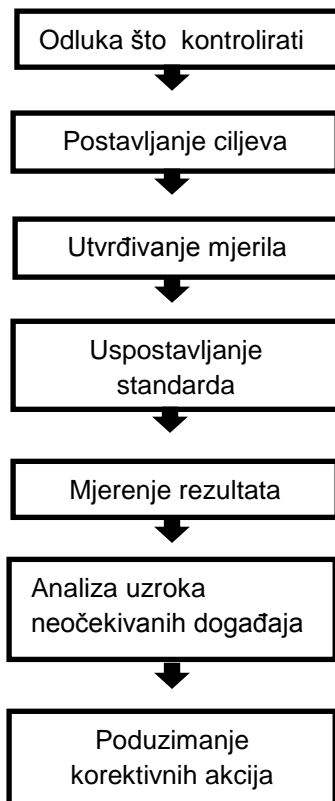 Odluka što kontrolirati
Postavljanje ciljeva
Utvrđivanje mjerila
Uspostavljanje
standarda
Mjerenje rezultata
Analiza uzroka
neočekivanih događaja
Poduzimanje
korektivnih akcija